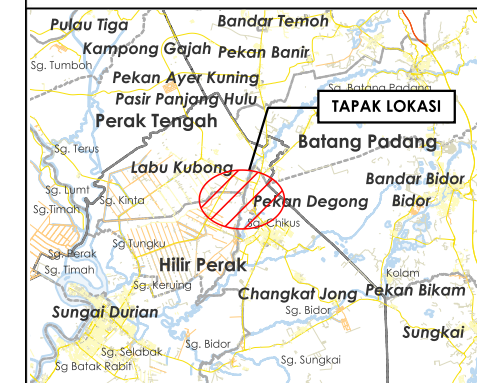 Pulau Tiga
Bandar Temoh
Kampong Gajah
Pekan Banir
Sg. Tumboh
Pekan Ayer Kuning
Sg. Batang Padang
Pasir Panjang Hulu
TAPAK LOKASI
Perak Tengah
Batang Padang
Sg. Terus
Labu Kubong
Bandar Bidor
Sg. Lumt
Sg. Kinta
Pekan Degong
Bidor
Sg.Timah
Sg. Chikus
Sg Tungku
Sg. Perak
Hilir Perak
Sg. Timah
Kolam
Sg. Keruing
Changkat Jong
Pekan Bikam
Sungai Durian
Sg. Bidor
Sungkai
Sg. Bidor
Sg. Selabak
Sg. Sungkai
Sg Batak Rabit